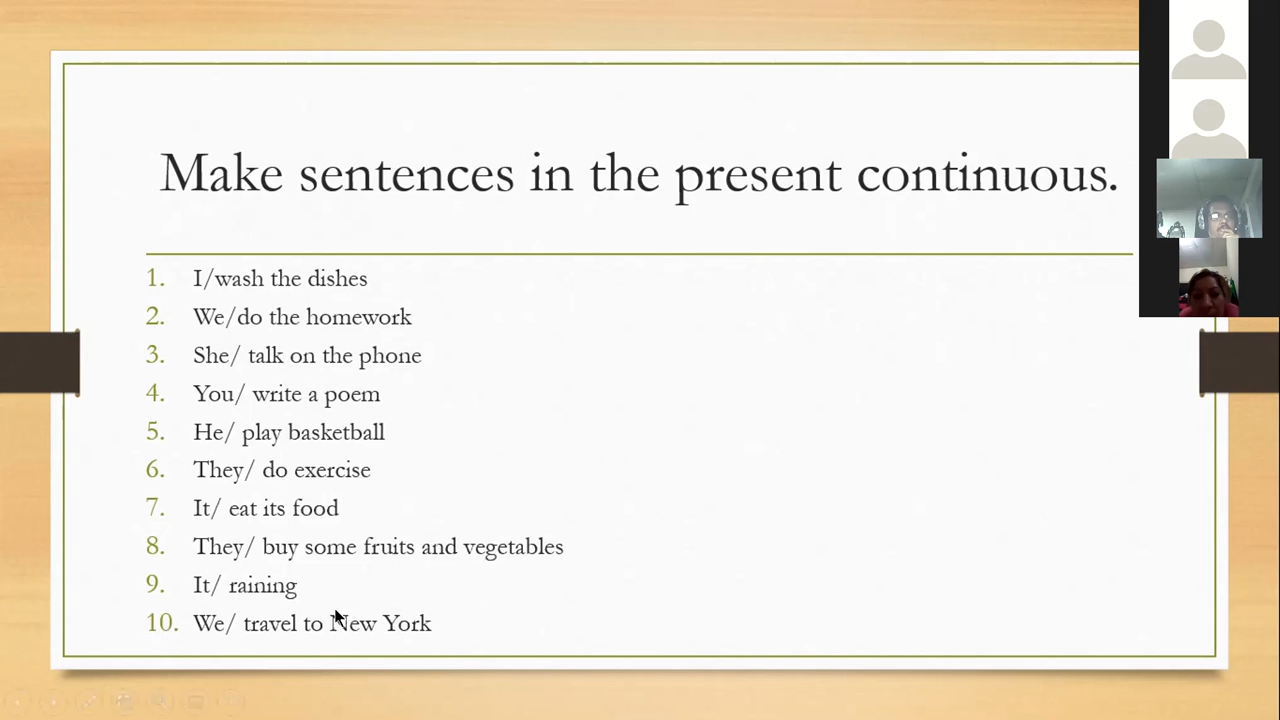 Make sentences in the present continuous.
1. I/wash the dishes
2. We/do the homework
3. She/ talk on the phone
4. You/ write a poem
5. He/ play basketball
6. They/ do exercise
7. It/ eat its food
8. They/ buy some fruits and vegetables
9. It/ raining
10. We/ travel to New York